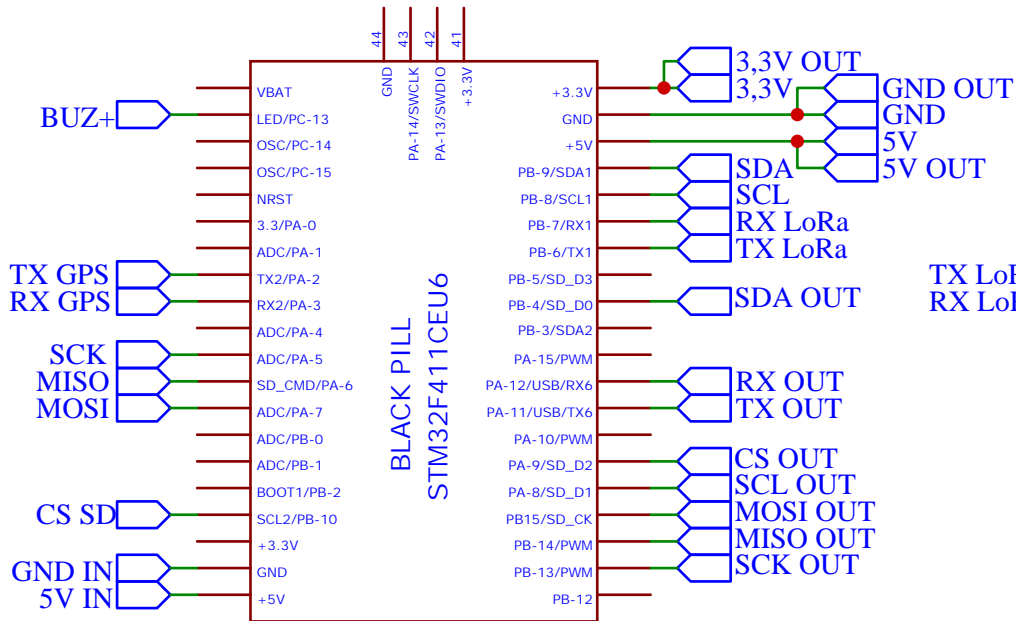 44
43
42
41
GND
PA-14/SWCLK
PA-13/SWDIO
+3.3V
BUZ+
TX GPS
RX GPS
SCK
MISO
MOSI
CS SD
GND IN
5V IN
VBAT
LED/PC-13
OSC/PC-14
OSC/PC-15
NRST
3.3/PA-0
ADC/PA-1
TX2/PA-2
RX2/PA-3
ADC/PA-4
ADC/PA-5
SD_CMD/PA-6
ADC/PA-7
ADC/PB-0
ADC/PB-1
BOOT1/PB-2
SCL2/PB-10
+3.3V
GND
+5V
BLACK PILL
STM32F411CEU6
+3.3V
GND
+5V
PB-9/SDA1
PB-8/SCL1
PB-7/RX1
PB-6/TX1
PB-5/SD_D3
PB-4/SD_D0
PB-3/SDA2
PA-15/PWM
PA-12/USB/RX6
PA-11/USB/TX6
PA-10/PWM
PA-9/SD_D2
PA-8/SD_D1
PB15/SD_CK
PB-14/PWM
PB-13/PWM
PB-12
3,3V OUT
3,3V
GND OUT
GND
5V
5V OUT
SDA
SCL
RX LoRa
TX LoRa
SDA OUT
RX OUT
TX OUT
CS OUT
SCL OUT
MOSI OUT
MISO OUT
SCK OUT
TX
RX